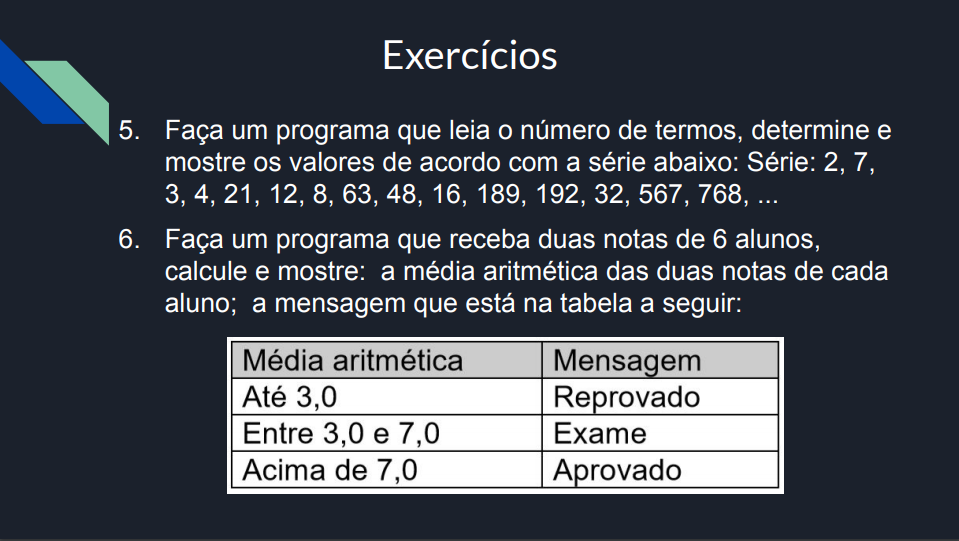 Exercícios
5. Faça um programa que leia o número de termos, determine e
mostre os valores de acordo com a série abaixo: Série: 2, 7,
3, 4, 21, 12, 8, 63, 48, 16, 189, 192, 32, 567, 768, ...
6. Faça um programa que receba duas notas de 6 alunos,
calcule e mostre:  a média aritmética das duas notas de cada
aluno;  a mensagem que está na tabela a seguir:
Média aritmética Mensagem
Até 3,0 Reprovado
Entre 3,0 e 7,0 Exame
Acima de 7,0 Aprovado